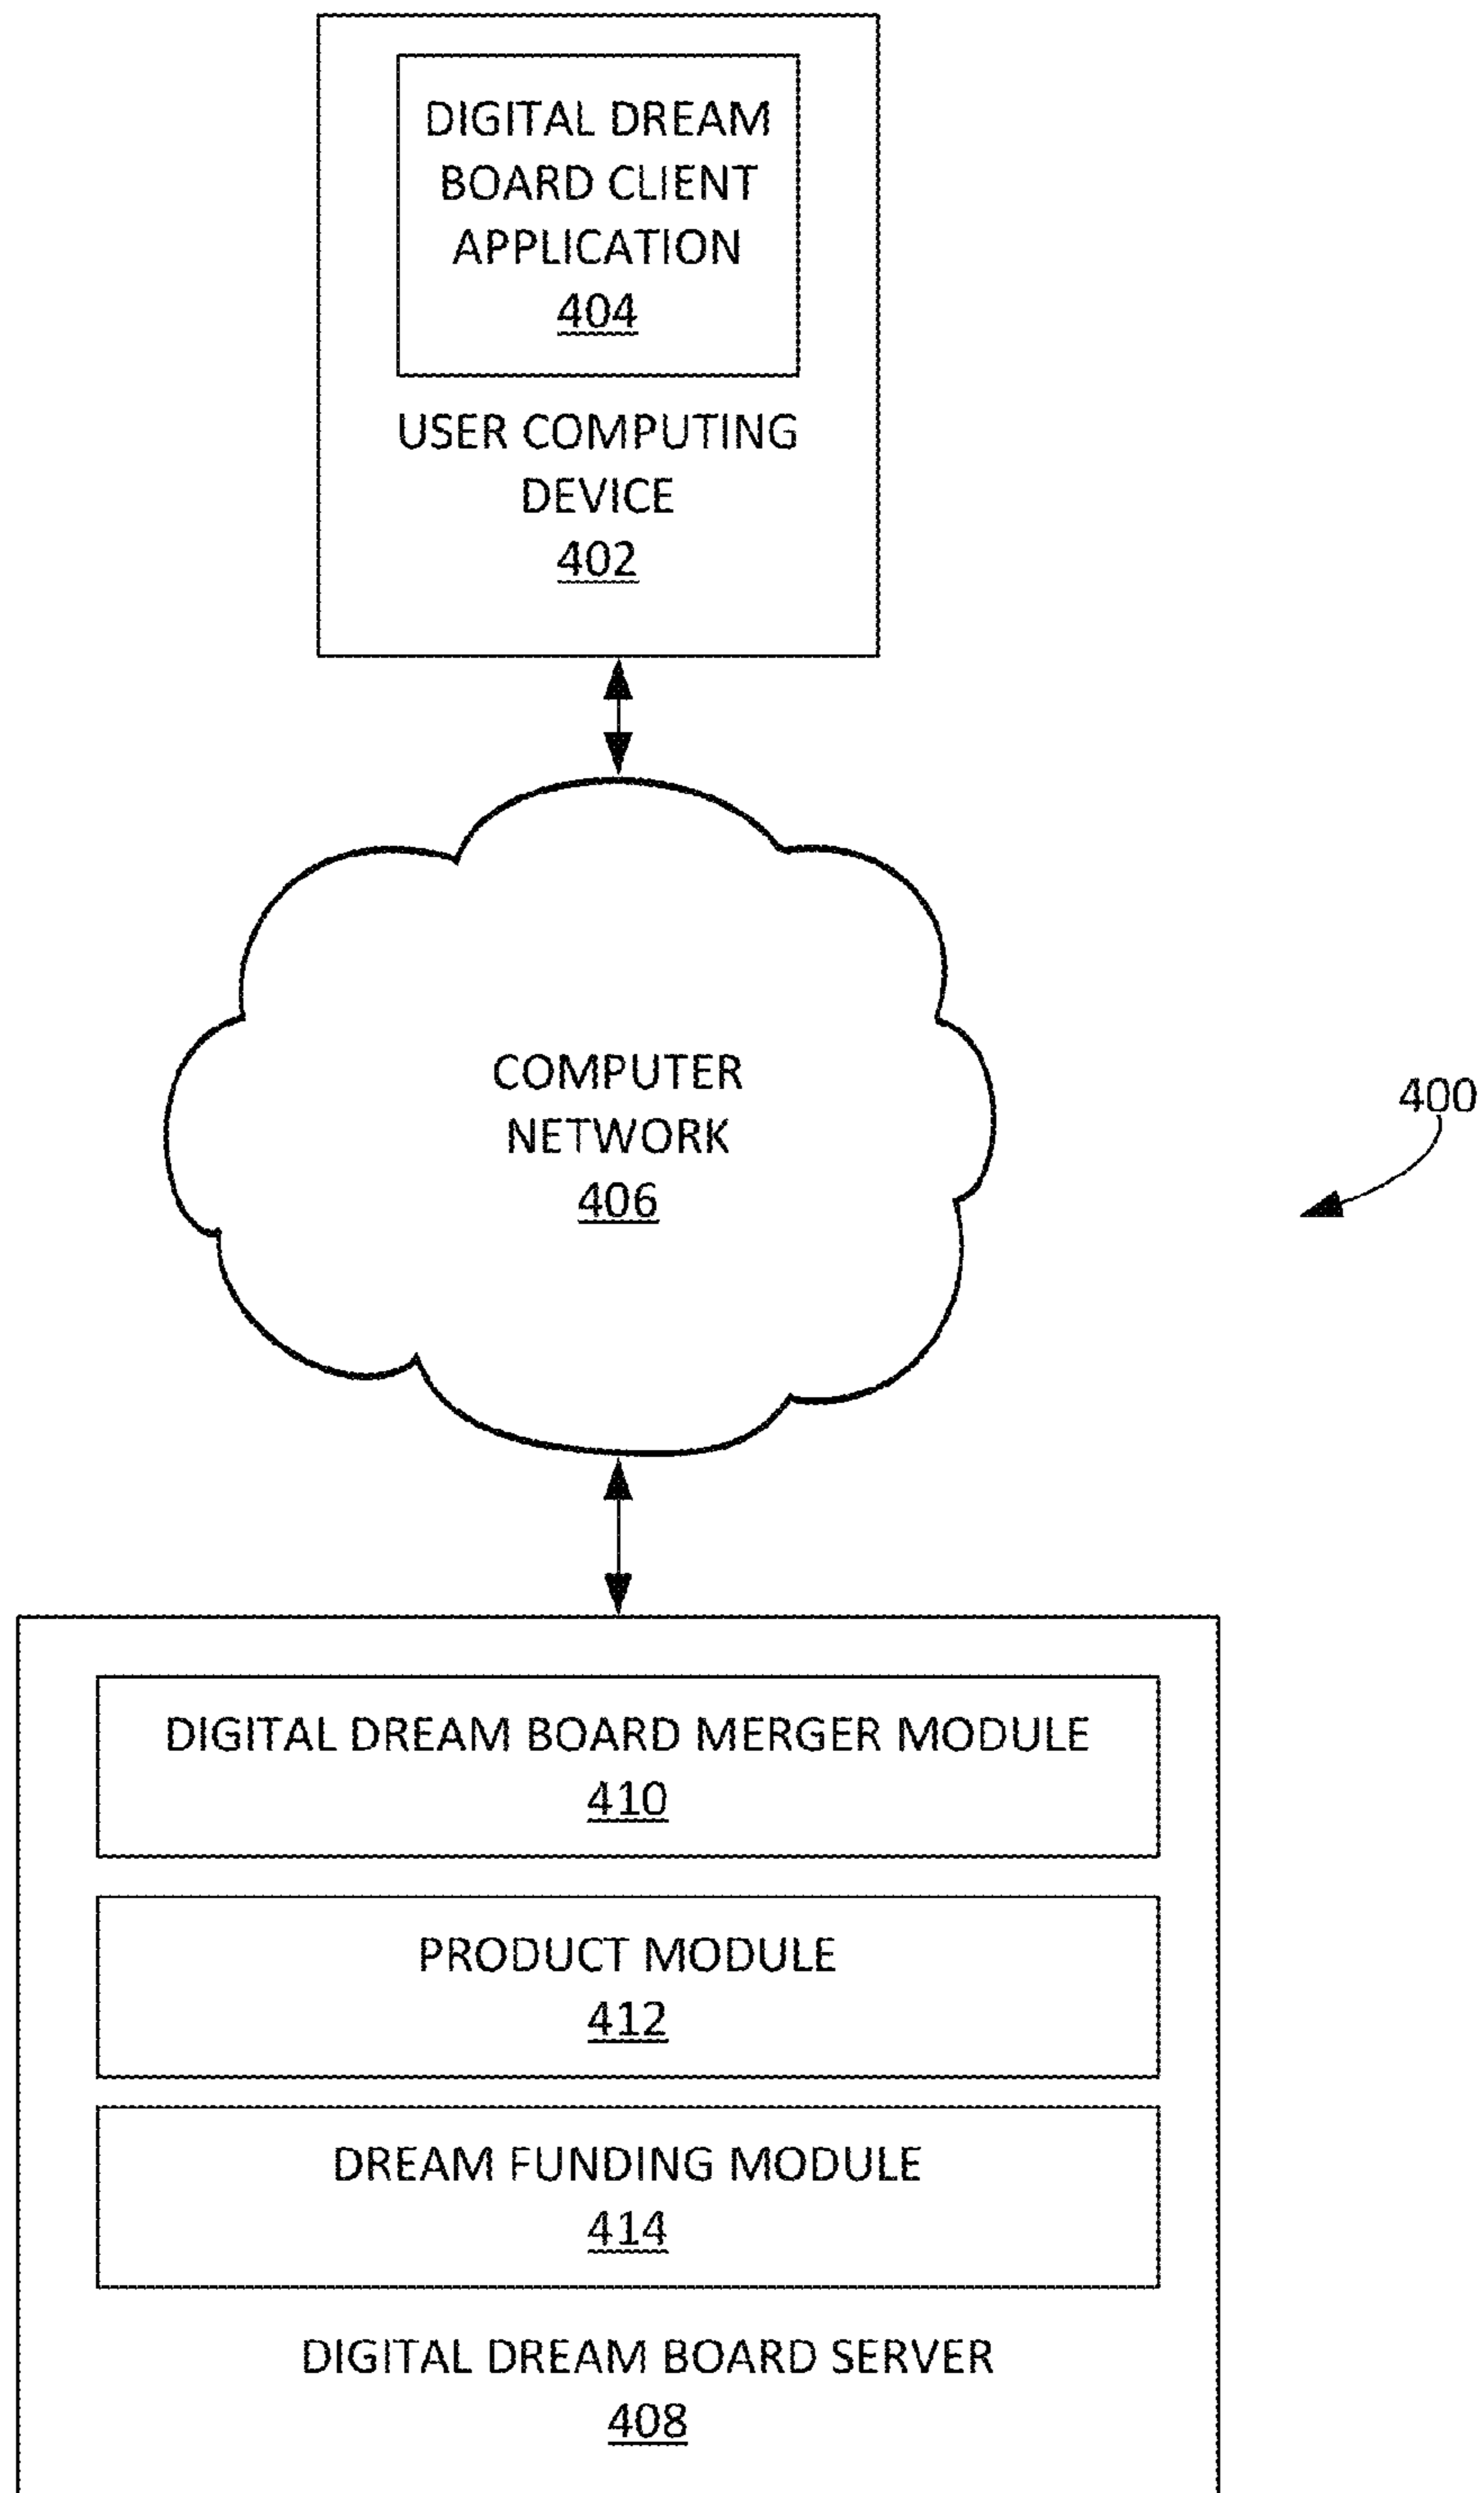 DIGITAL DREAM
BOARD CLIENT
APPLICATION
404
USER COMPUTING
DEVICE
402
COMPUTER
NETWORK
406
400
DIGITAL DREAM BOARD MERGER MODULE
410
PRODUCT MODULE
412
DREAM FUNDING MODULE
414
DIGITAL DREAM BOARD SERVER
408